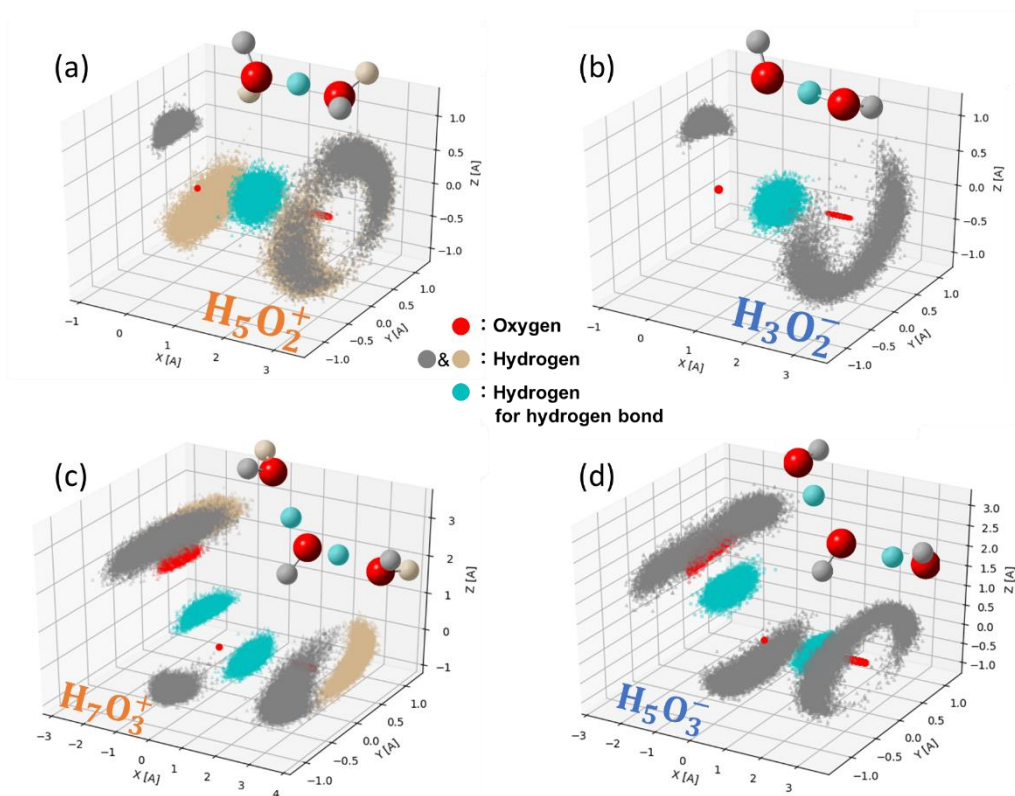 (a)
1.0
0.5
0.0
−0.5
−1.0
Z [A]
1.0
0.5
0.0
−0.5
−1.0
Y [A]
−1
0
1
2
3
X [A]
H₅O₂⁺
(b)
1.0
0.5
0.0
−0.5
−1.0
Z [A]
1.0
0.5
0.0
−0.5
−1.0
Y [A]
−1
0
1
2
3
X [A]
H₃O₂⁻
: Oxygen
& : Hydrogen
: Hydrogen
for hydrogen bond
(c)
3
2
1
0
−1
Z [A]
1.0
0.5
0.0
−0.5
−1.0
Y [A]
−3
−2
−1
0
1
2
3
4
X [A]
H₇O₃⁺
(d)
3.0
2.5
2.0
1.5
1.0
0.5
0.0
−0.5
−1.0
Z [A]
1.0
0.5
0.0
−0.5
−1.0
Y [A]
−3
−2
−1
0
1
2
3
X [A]
H₅O₃⁻